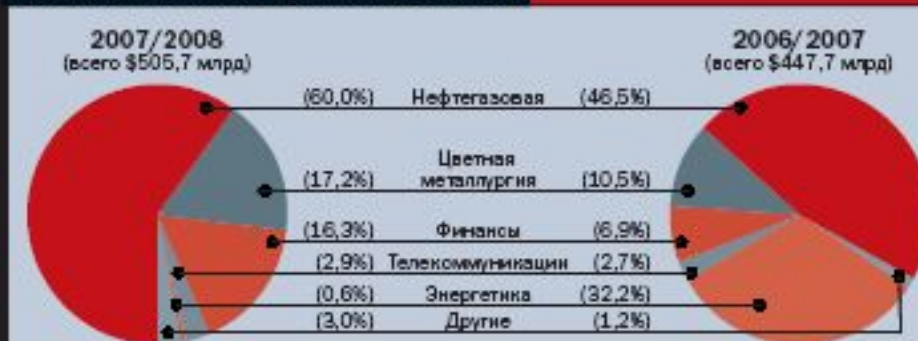 2007/2008
(всего $505,7 млрд)
2006/2007
(всего $447,7 млрд)
(60,0%) Нефтегазовая (46,5%)
Цветная
(17,2%) металлургия (10,5%)
(16,3%) Финансы (6,9%)
(2,9%) Телекоммуникации (2,7%)
(0,6%) Энергетика (32,2%)
(3,0%) Другие (1,2%)